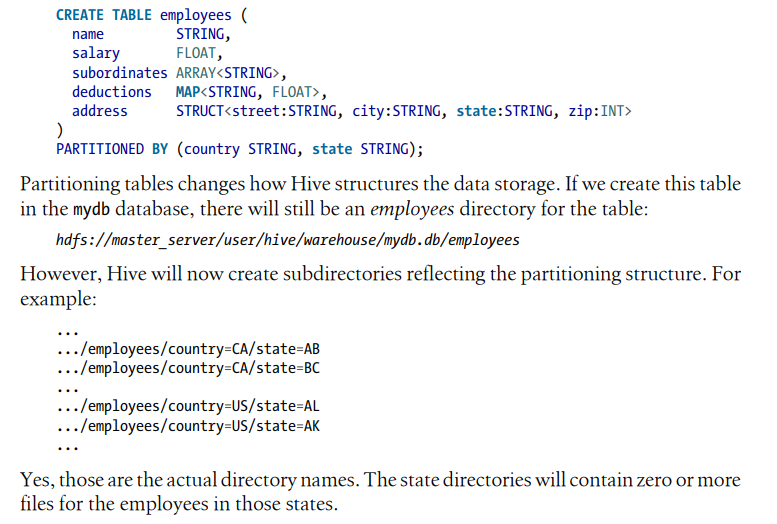 CREATE TABLE employees (
name STRING,
salary FLOAT,
subordinates ARRAY<STRING>,
deductions MAP<STRING, FLOAT>,
address STRUCT<street:STRING, city:STRING, state:STRING, zip:INT>
)
PARTITIONED BY (country STRING, state STRING);
Partitioning tables changes how Hive structures the data storage. If we create this table
in the mydb database, there will still be an employees directory for the table:
hdfs://master_server/user/hive/warehouse/mydb.db/employees
However, Hive will now create subdirectories reflecting the partitioning structure. For
example:
...
.../employees/country=CA/state=AB
.../employees/country=CA/state=BC
...
.../employees/country=US/state=AL
.../employees/country=US/state=AK
...
Yes, those are the actual directory names. The state directories will contain zero or more
files for the employees in those states.